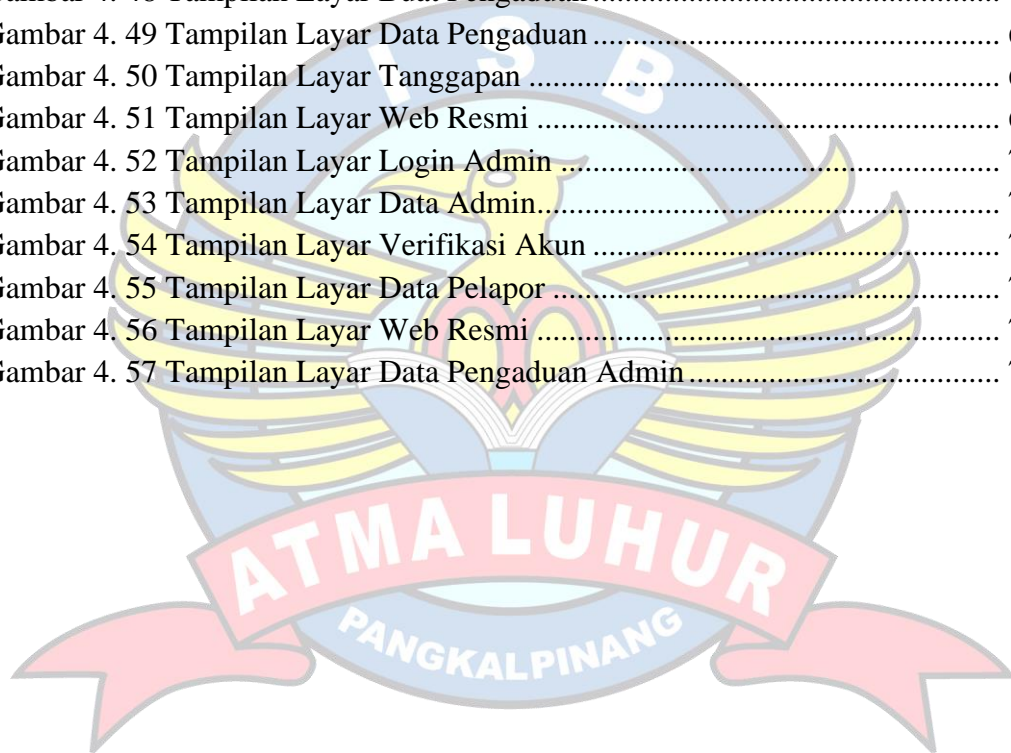 Gambar 4. 49 Tampilan Layar Data Pengaduan ...................................................
Gambar 4. 50 Tampilan Layar Tanggapan ...........................................................
Gambar 4. 51 Tampilan Layar Web Resmi ..........................................................
Gambar 4. 52 Tampilan Layar Login Admin .......................................................
Gambar 4. 53 Tampilan Layar Data Admin..........................................................
Gambar 4. 54 Tampilan Layar Verifikasi Akun ...................................................
Gambar 4. 55 Tampilan Layar Data Pelapor ........................................................
Gambar 4. 56 Tampilan Layar Web Resmi ..........................................................
Gambar 4. 57 Tampilan Layar Data Pengaduan Admin.......................................
I S B
ATMA LUHUR
PANGKALPINANG